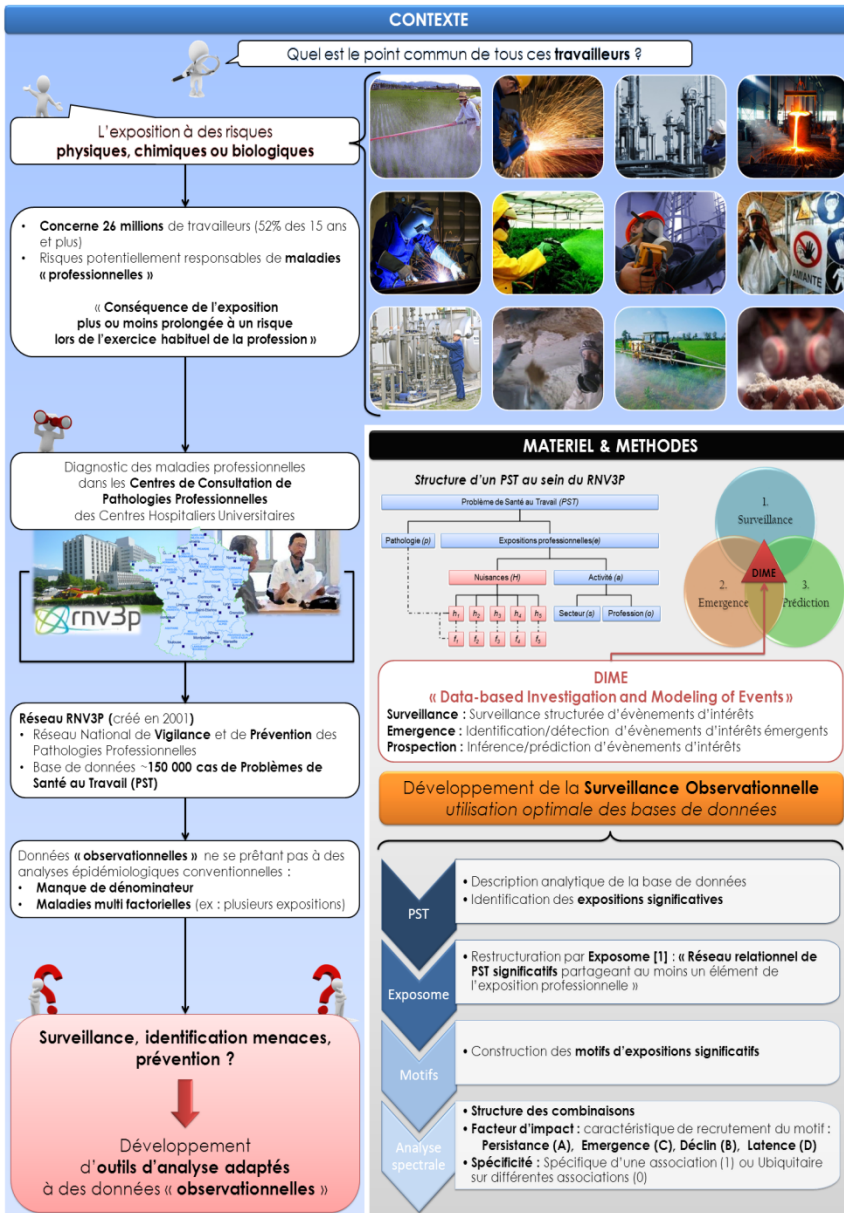 CONTEXTE
Quel est le point commun de tous ces travailleurs ?
L'exposition à des risques
physiques, chimiques ou biologiques
• Concerne 26 millions de travailleurs (52% des 15 ans
et plus)
• Risques potentiellement responsables de maladies
« professionnelles »
« Conséquence de l'exposition
plus ou moins prolongée à un risque
lors de l'exercice habituel de la profession »
AMIANTE
Diagnostic des maladies professionnelles
dans les Centres de Consultation de
Pathologies Professionnelles
des Centres Hospitaliers Universitaires
rnv3p
Réseau RNV3P (créé en 2001)
• Réseau National de Vigilance et de Prévention des
Pathologies Professionnelles
• Base de données ~150 000 cas de Problèmes de
Santé au Travail (PST)
Données « observationnelles » ne se prêtant pas à des
analyses épidémiologiques conventionnelles :
• Manque de dénominateur
• Maladies multi factorielles (ex : plusieurs expositions)
Surveillance, identification menaces,
prévention ?
Développement
d'outils d'analyse adaptés
à des données « observationnelles »
MATERIEL & METHODES
Structure d'un PST au sein du RNV3P
Problème de Santé au Travail (PST)
Pathologie (p)
Expositions professionnelles(e)
Nuisances (H)
Activité (a)
h1 h2 h3 h4 h5
Secteur (s)
Profession (o)
f1 f2 f3 f4 f5
1.
Surveillance
2.
Emergence
3.
Prédiction
DIME
DIME
« Data-based Investigation and Modeling of Events »
Surveillance : Surveillance structurée d'évènements d'intérêts
Emergence : Identification/détection d'évènements d'intérêts émergents
Prospection : Inférence/prédiction d'évènements d'intérêts
Développement de la Surveillance Observationnelle
utilisation optimale des bases de données
PST
• Description analytique de la base de données
• Identification des expositions significatives
Exposome
• Restructuration par Exposome [1] : « Réseau relationnel de
PST significatifs partageant au moins un élément de
l'exposition professionnelle »
Motifs
• Construction des motifs d'expositions significatifs
Analyse
spectrale
• Structure des combinaisons
• Facteur d'impact : caractéristique de recrutement du motif :
Persistance (A), Emergence (C), Déclin (B), Latence (D)
• Spécificité : Spécifique d'une association (1) ou Ubiquitaire
sur différentes associations (0)